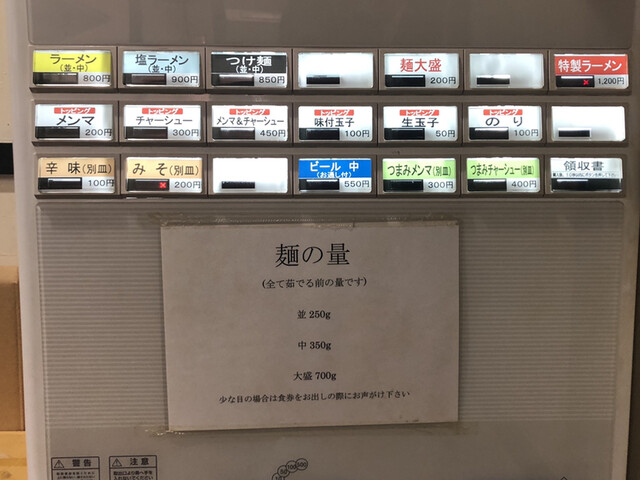 ラーメン
(並・中)
800円
塩ラーメン
(並・中)
900円
つけ麺
(並・中)
850円
麺大盛
200円
特製ラーメン
1,200円
トッピング
メンマ
200円
トッピング
チャーシュー
300円
トッピング
メンマ&チャーシュー
450円
トッピング
味付玉子
100円
トッピング
生玉子
50円
トッピング
のり
100円
辛味(別皿)
100円
みそ(別皿)
200円
ビール 中
(お通し付)
550円
つまみメンマ(別皿)
300円
つまみチャーシュー(別皿)
400円
領収書
麺の量
(全て茹でる前の量です)
並 250g
中 350g
大盛 700g
少な目の場合は食券をお出しの際にお声がけ下さい
警告
注意